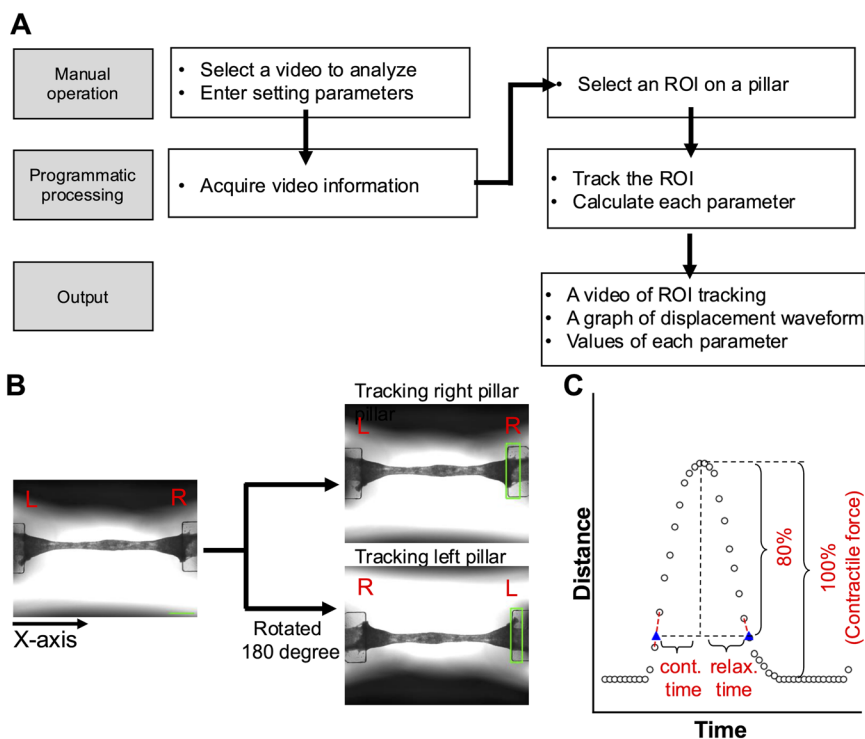 A
Manual
operation
• Select a video to analyze
• Enter setting parameters
• Select an ROI on a pillar
Programmatic
processing
• Acquire video information
• Track the ROI
• Calculate each parameter
Output
• A video of ROI tracking
• A graph of displacement waveform
• Values of each parameter
B
L
R
X-axis
Tracking right pillar
pillar
L
R
Tracking left pillar
R
L
Rotated
180 degree
C
Distance
80%
100%
(Contractile force)
cont.
time
relax.
time
Time